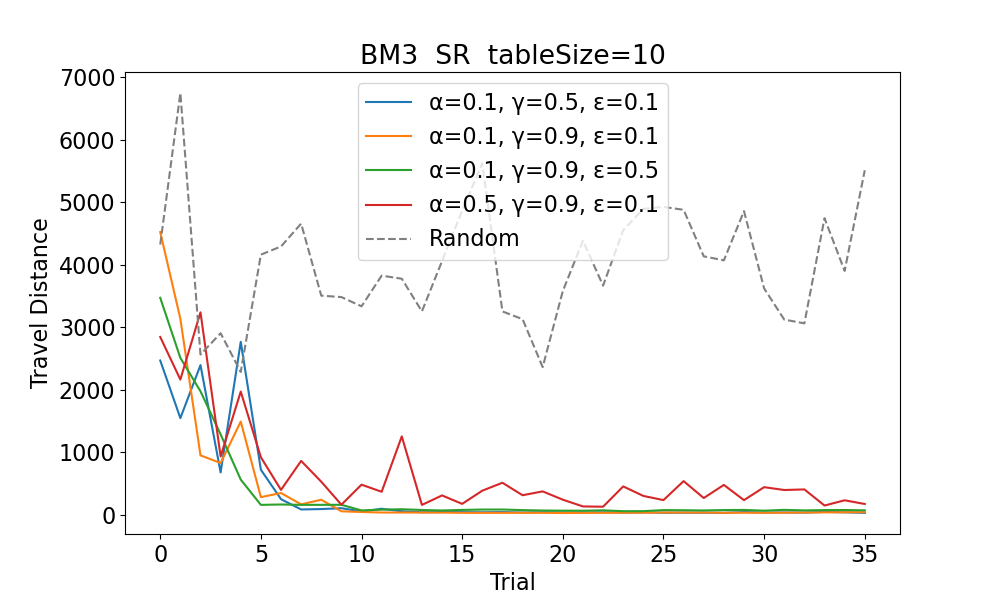 BM3  SR  tableSize=10
7000
6000
5000
4000
3000
2000
1000
0
Travel Distance
α=0.1, γ=0.5, ε=0.1
α=0.1, γ=0.9, ε=0.1
α=0.1, γ=0.9, ε=0.5
α=0.5, γ=0.9, ε=0.1
Random
0 5 10 15 20 25 30 35
Trial